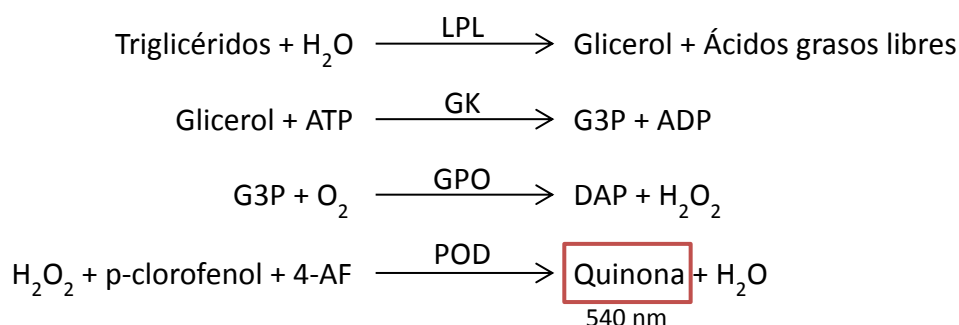 Triglicéridos + H₂O LPL Glicerol + Ácidos grasos libres
Glicerol + ATP GK G3P + ADP
G3P + O₂ GPO DAP + H₂O₂
H₂O₂ + p-clorofenol + 4-AF POD Quinona + H₂O
540 nm